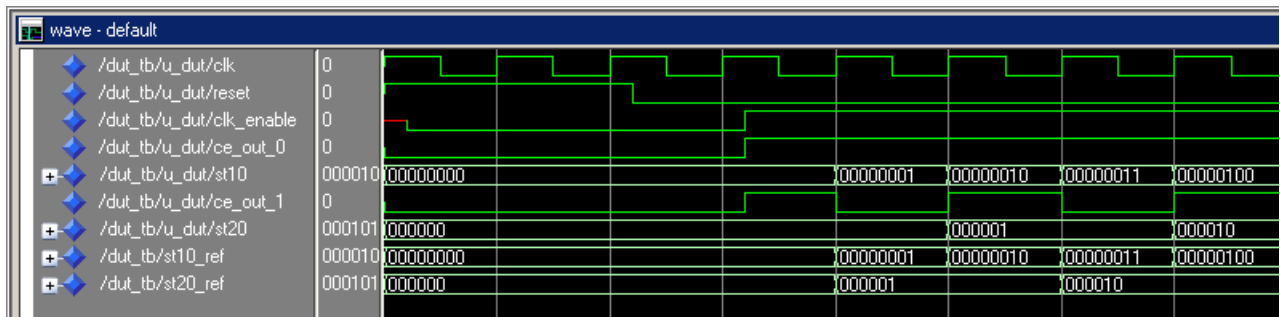 wave - default
/dut_tb/u_dut/clk 0
/dut_tb/u_dut/reset 0
/dut_tb/u_dut/clk_enable 0
/dut_tb/u_dut/ce_out_0 0
/dut_tb/u_dut/st10 000010 00000000 00000001 00000010 00000011 00000100
/dut_tb/u_dut/ce_out_1 0
/dut_tb/u_dut/st20 000101 000000 000001 000010
/dut_tb/st10_ref 000010 00000000 00000001 00000010 00000011 00000100
/dut_tb/st20_ref 000101 000000 000001 000010